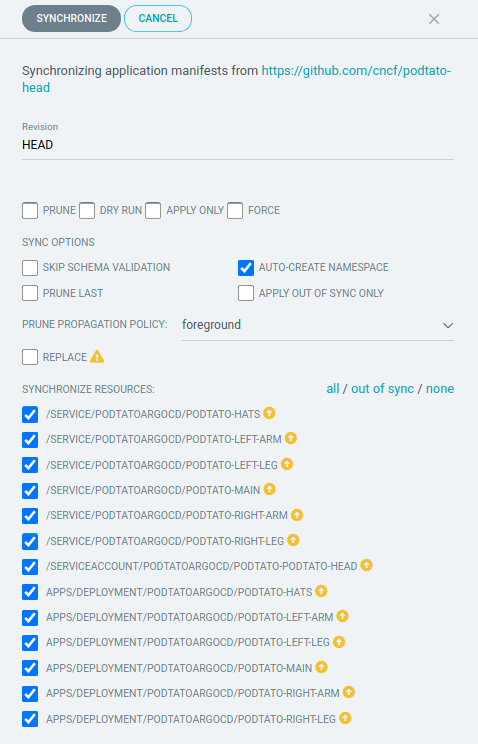 SYNCHRONIZE CANCEL
Synchronizing application manifests from https://github.com/cncf/podtato-
head
Revision
HEAD
PRUNE DRY RUN APPLY ONLY FORCE
SYNC OPTIONS
SKIP SCHEMA VALIDATION AUTO-CREATE NAMESPACE
PRUNE LAST APPLY OUT OF SYNC ONLY
PRUNE PROPAGATION POLICY: foreground
REPLACE
SYNCHRONIZE RESOURCES: all / out of sync / none
/SERVICE/PODTATOARGOCD/PODTATO-HATS
/SERVICE/PODTATOARGOCD/PODTATO-LEFT-ARM
/SERVICE/PODTATOARGOCD/PODTATO-LEFT-LEG
/SERVICE/PODTATOARGOCD/PODTATO-MAIN
/SERVICE/PODTATOARGOCD/PODTATO-RIGHT-ARM
/SERVICE/PODTATOARGOCD/PODTATO-RIGHT-LEG
/SERVICEACCOUNT/PODTATOARGOCD/PODTATO-PODTATO-HEAD
APPS/DEPLOYMENT/PODTATOARGOCD/PODTATO-HATS
APPS/DEPLOYMENT/PODTATOARGOCD/PODTATO-LEFT-ARM
APPS/DEPLOYMENT/PODTATOARGOCD/PODTATO-LEFT-LEG
APPS/DEPLOYMENT/PODTATOARGOCD/PODTATO-MAIN
APPS/DEPLOYMENT/PODTATOARGOCD/PODTATO-RIGHT-ARM
APPS/DEPLOYMENT/PODTATOARGOCD/PODTATO-RIGHT-LEG